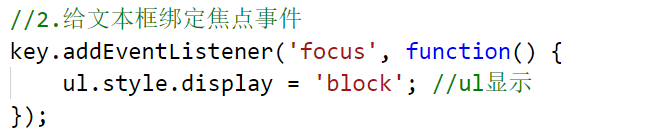 //2.给文本框绑定焦点事件
key.addEventListener('focus', function() {
    ul.style.display = 'block'; //ul显示
});